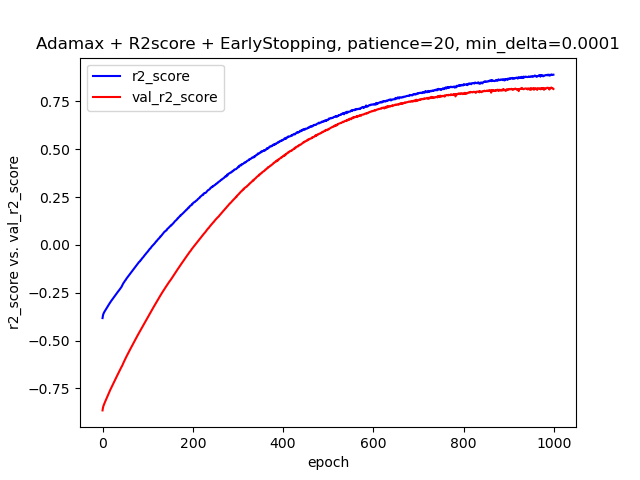 Adamax + R2score + EarlyStopping, patience=20, min_delta=0.0001
r2_score
val_r2_score
r2_score vs. val_r2_score
0.75
0.50
0.25
0.00
−0.25
−0.50
−0.75
0 200 400 600 800 1000
epoch